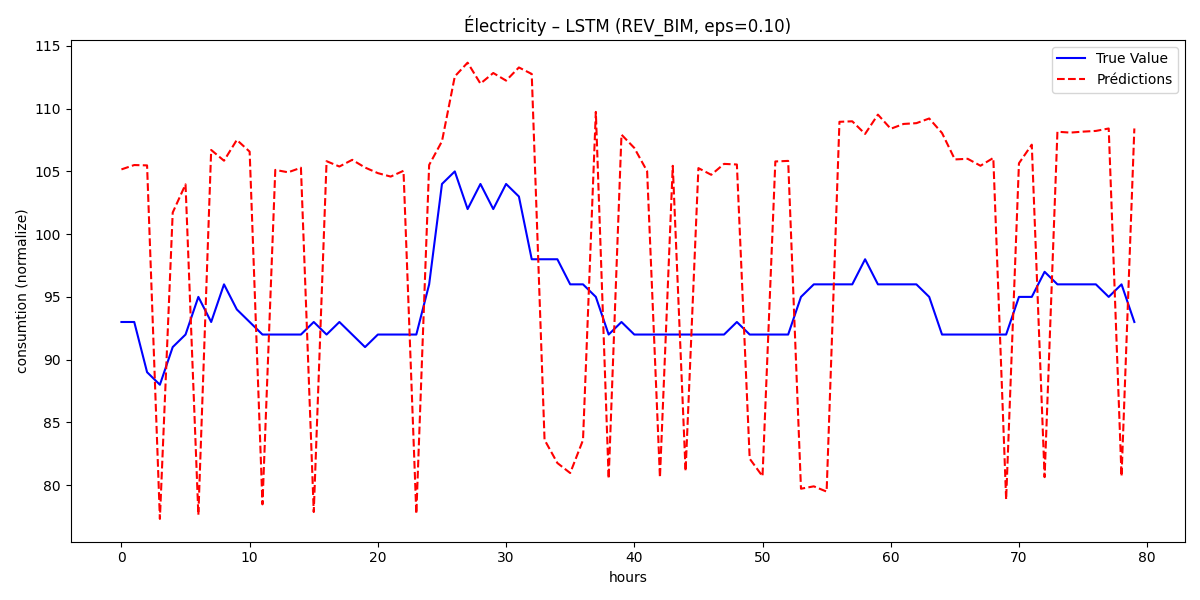 Électricity – LSTM (REV_BIM, eps=0.10)
True Value
Prédictions
consumtion (normalize)
115
110
105
100
95
90
85
80
0 10 20 30 40 50 60 70 80
hours